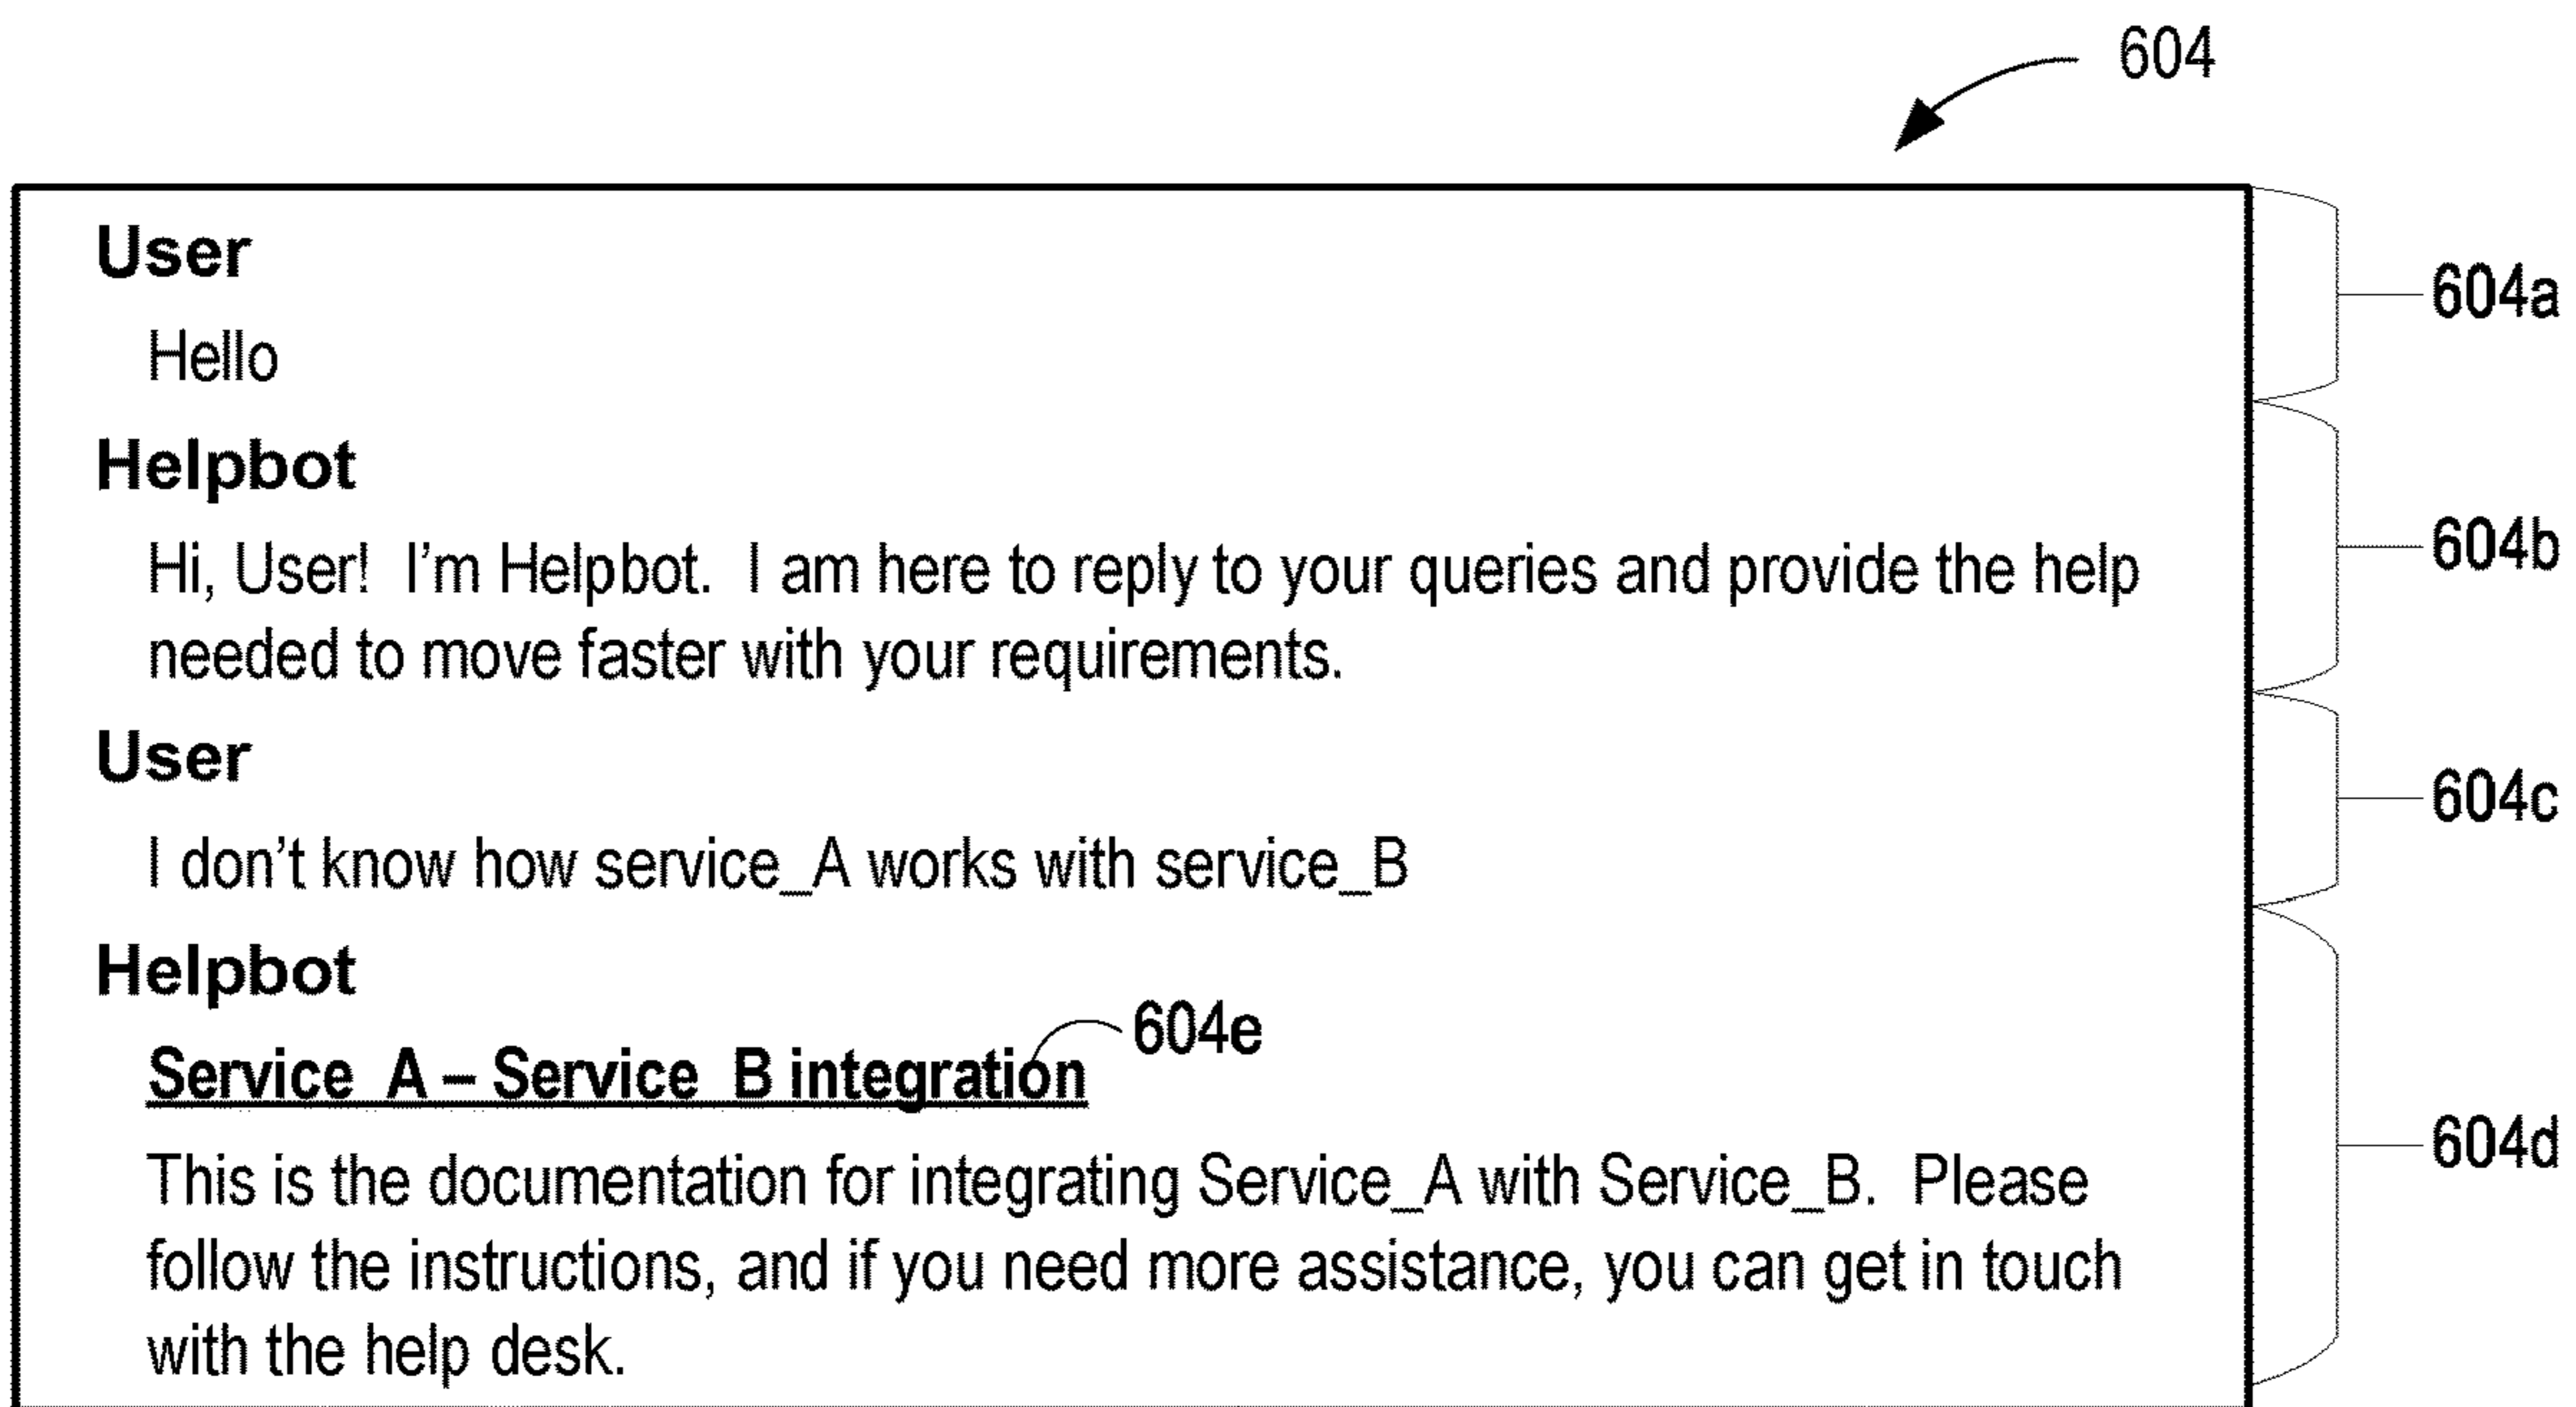 604
User
604a
Hello
Helpbot
Hi, User!  I'm Helpbot.  I am here to reply to your queries and provide the help
604b
needed to move faster with your requirements.
User
604c
I don't know how service_A works with service_B
Helpbot
604e
Service_A – Service_B integration
604d
This is the documentation for integrating Service_A with Service_B.  Please
follow the instructions, and if you need more assistance, you can get in touch
with the help desk.